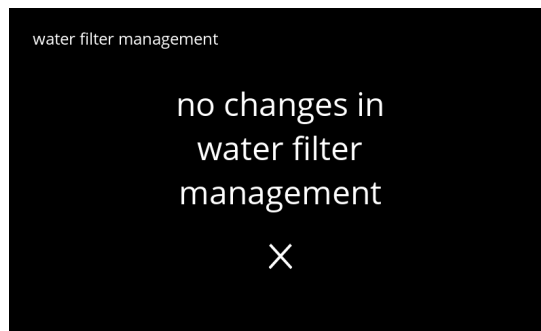 water filter management
no changes in
water filter
management
X